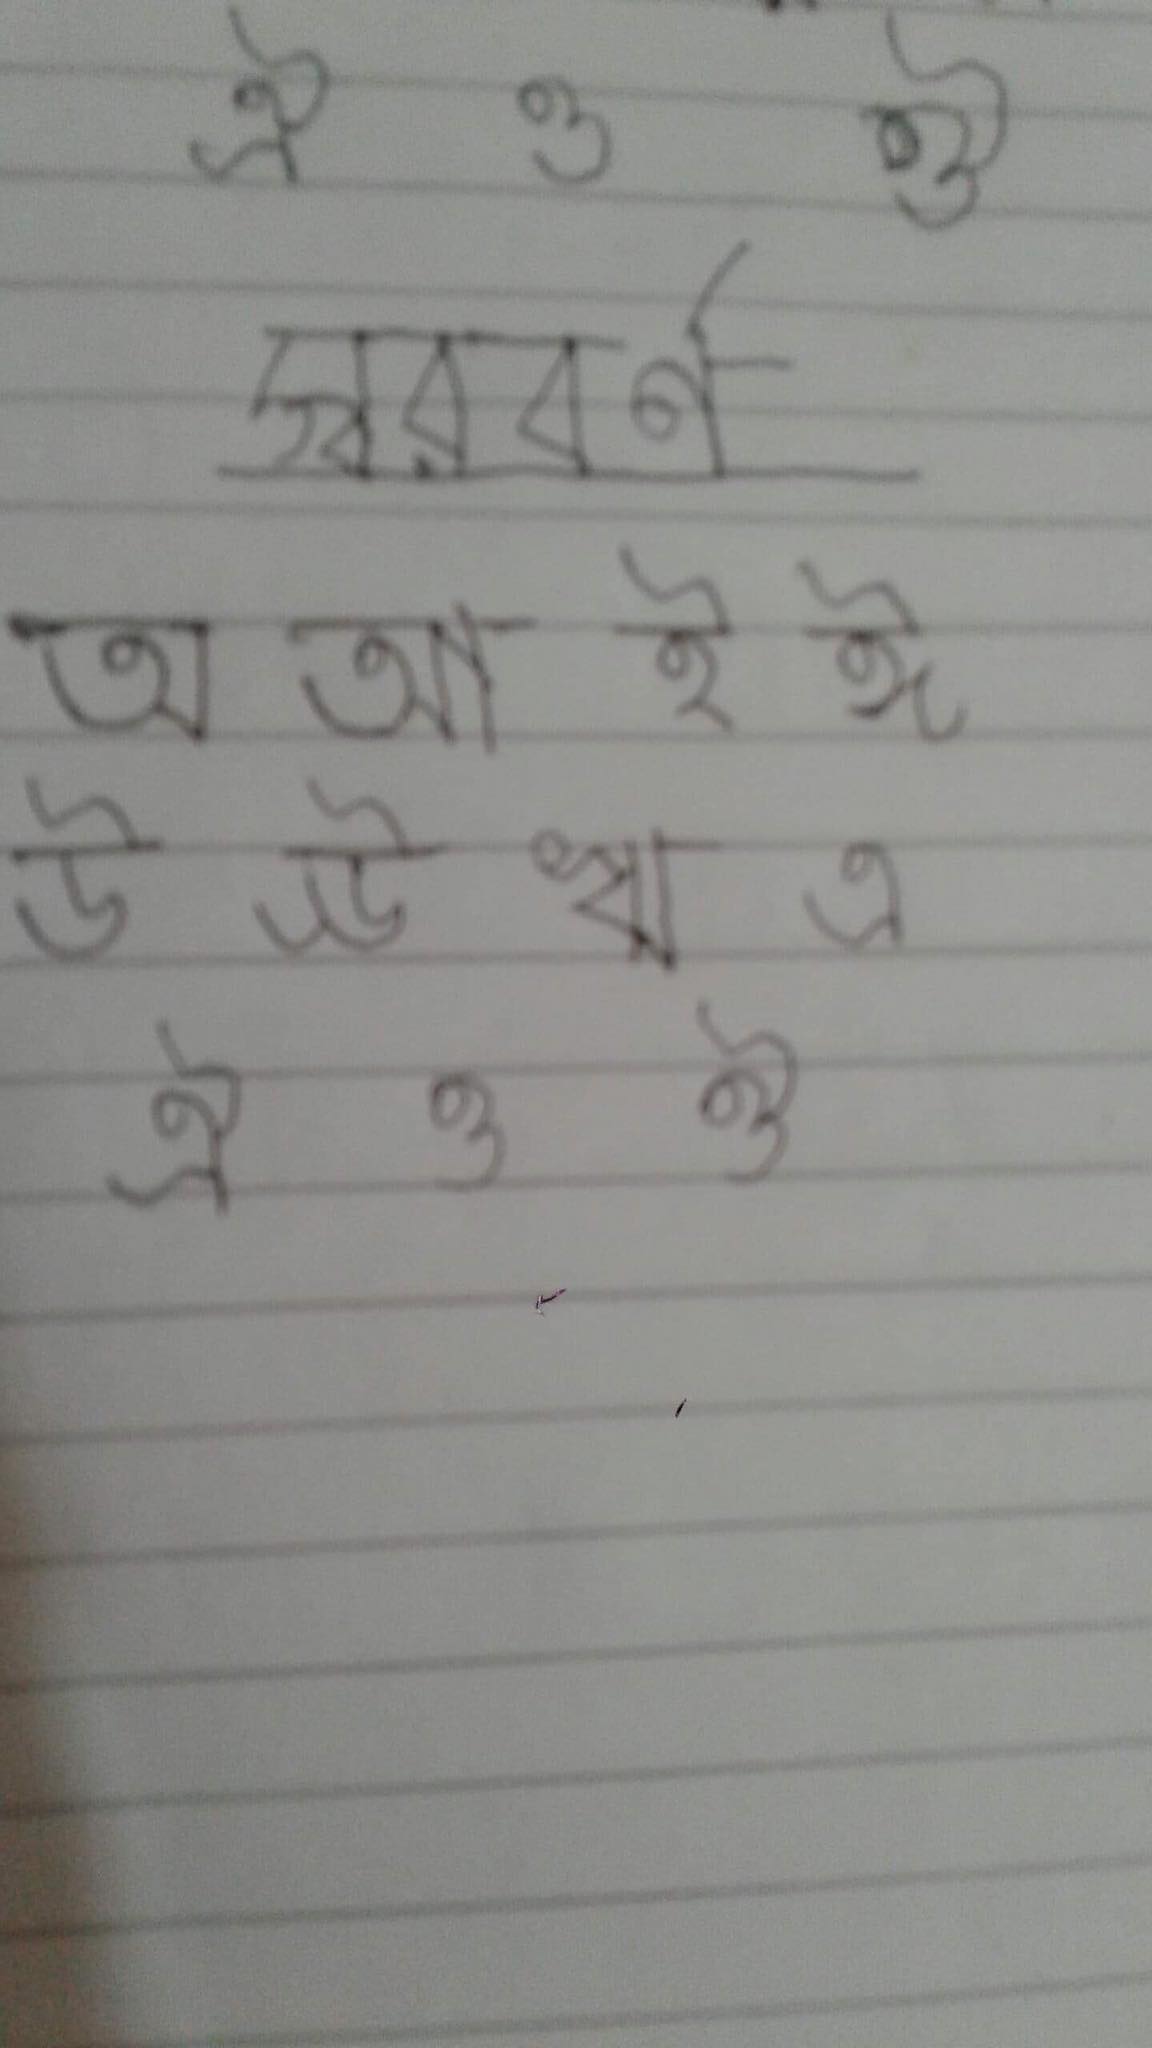 ঐ ও ঔ
স্বরবর্ণ
অ আ ই ঈ
উ ঊ ঋ এ
ঐ ও ঔ